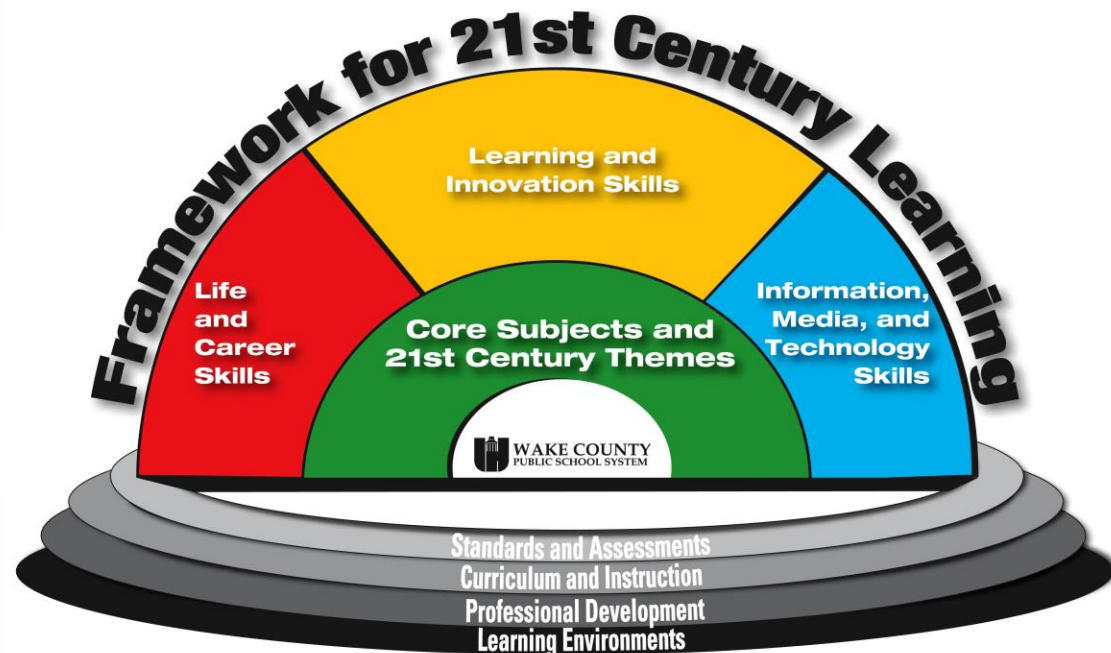 Framework for 21st Century Learning
Learning and
Innovation Skills
Life
and
Career
Skills
Core Subjects and
21st Century Themes
Information,
Media, and
Technology
Skills
WAKE COUNTY
PUBLIC SCHOOL SYSTEM
Standards and Assessments
Curriculum and Instruction
Professional Development
Learning Environments